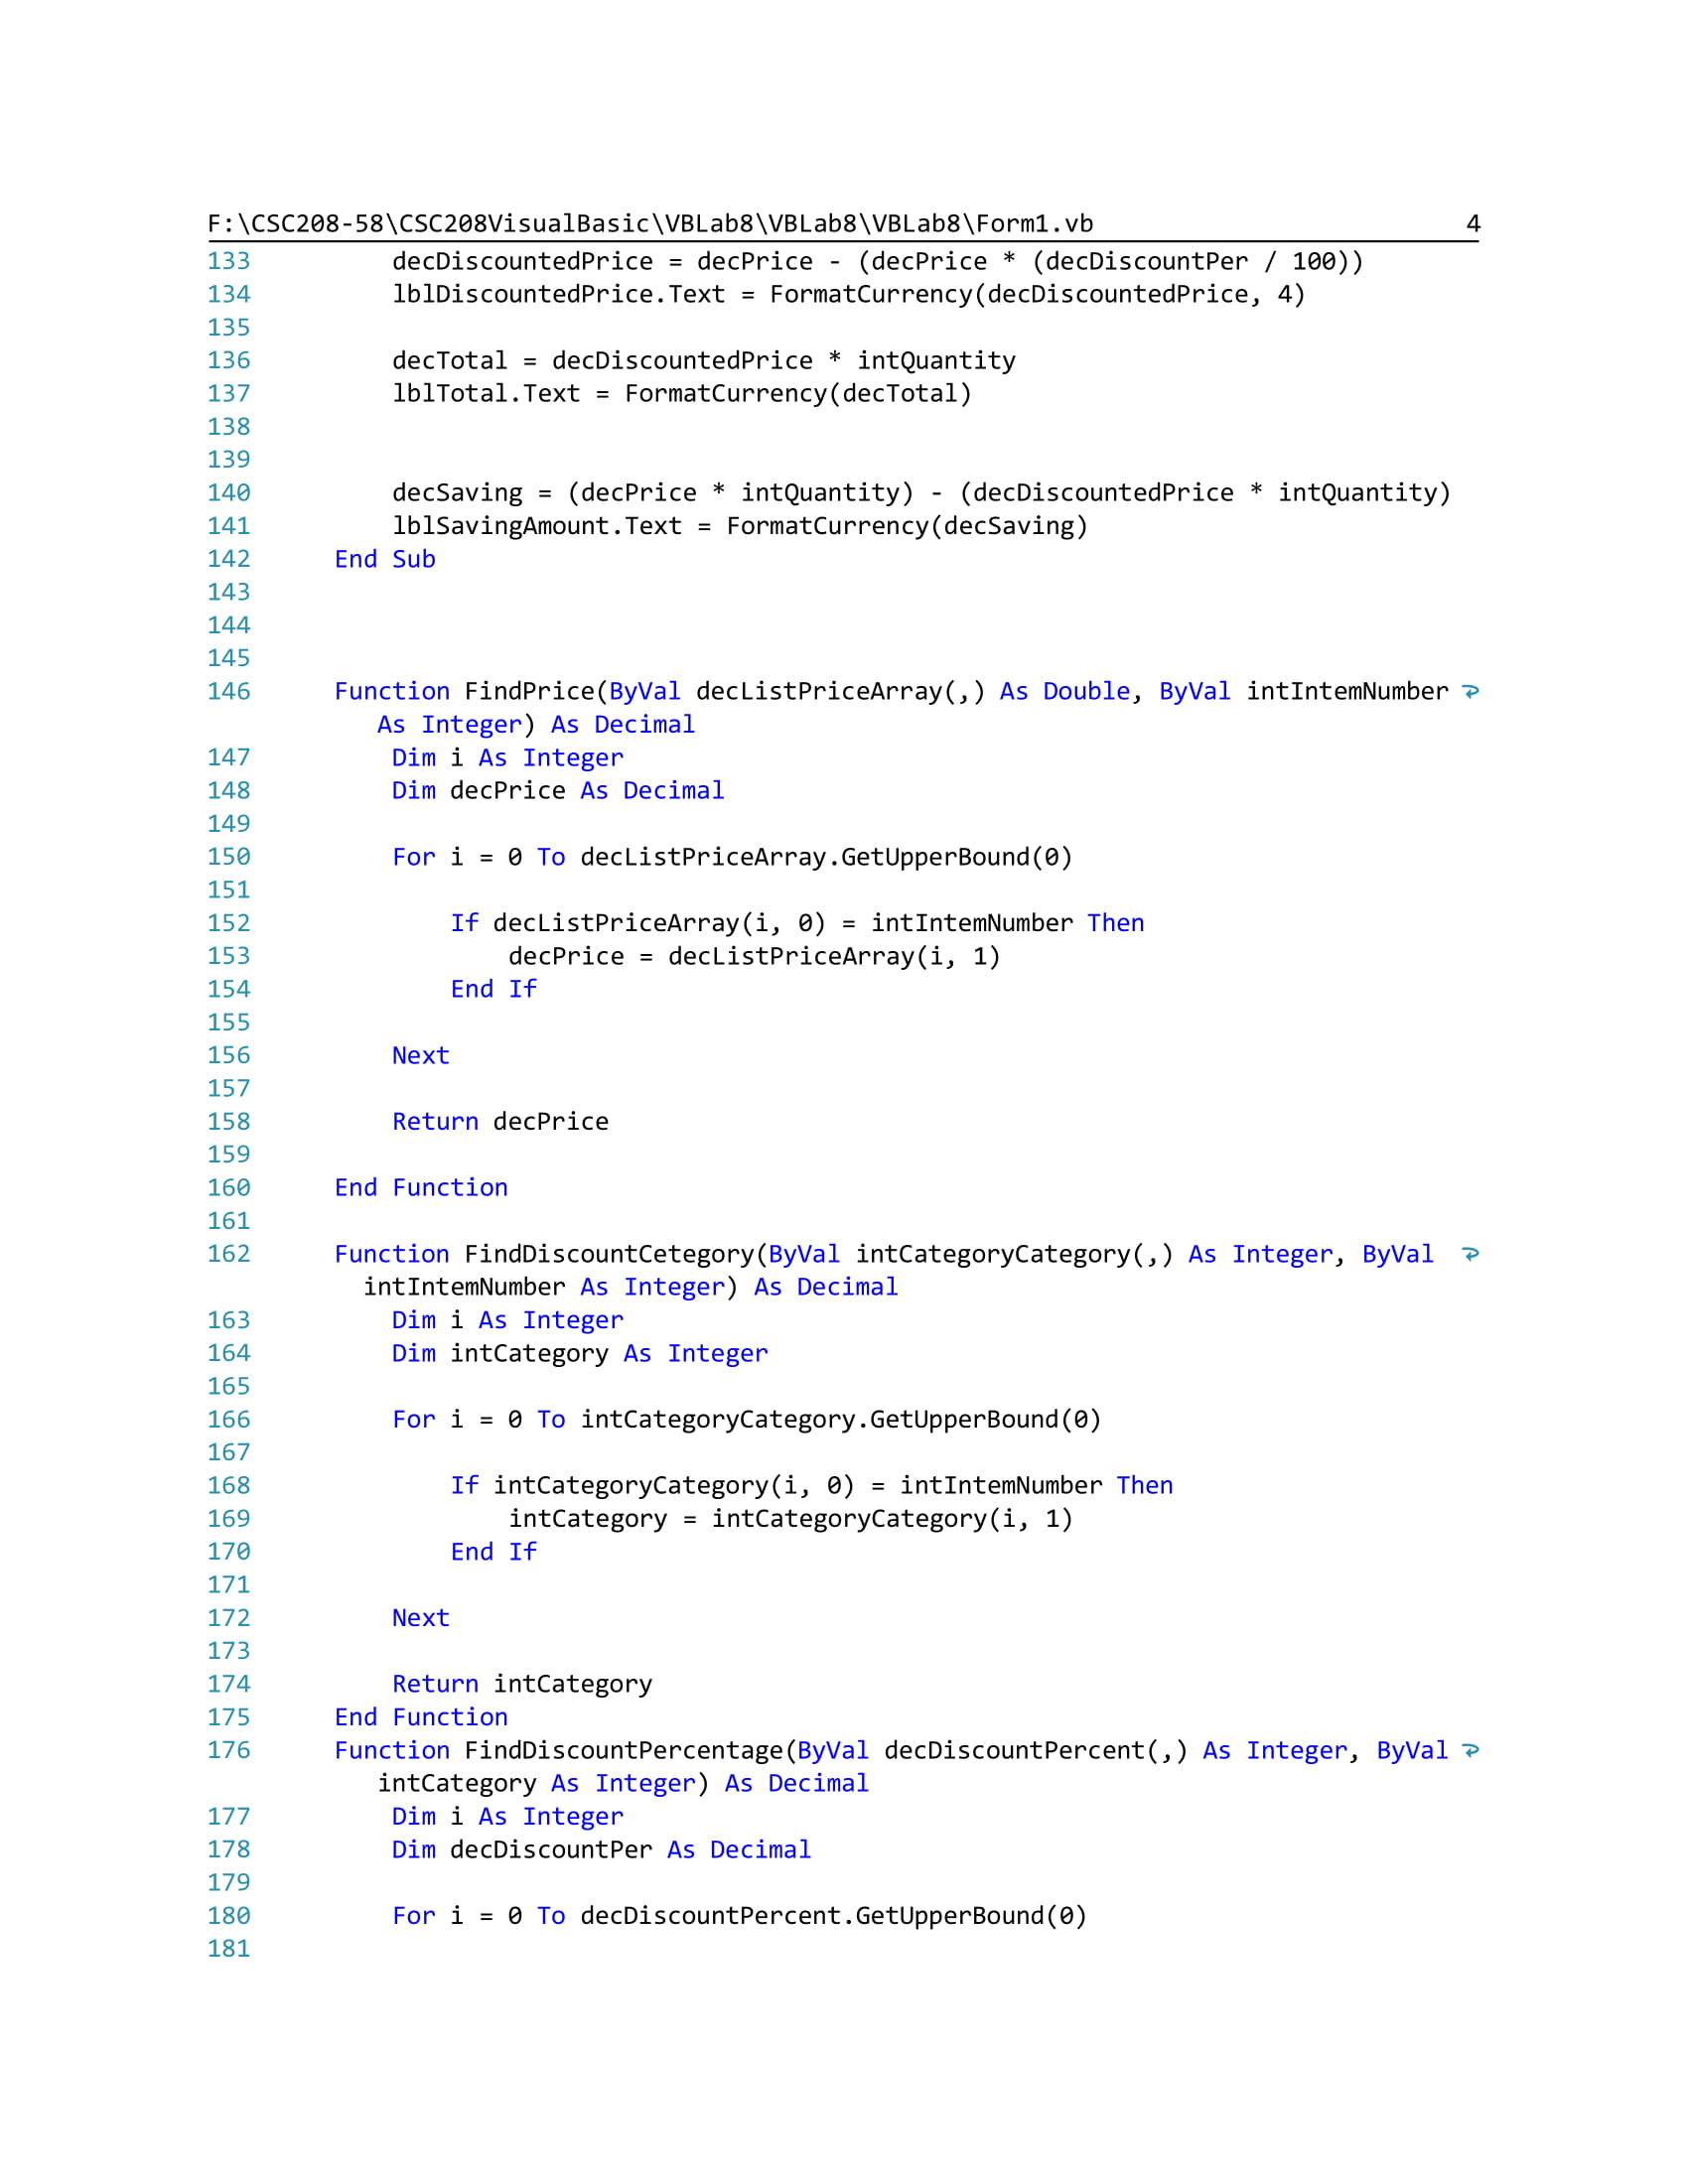 F:\CSC208-58\CSC208VisualBasic\VBLab8\VBLab8\VBLab8\Form1.vb 4
133 decDiscountedPrice = decPrice - (decPrice * (decDiscountPer / 100))
134 lblDiscountedPrice.Text = FormatCurrency(decDiscountedPrice, 4)
135
136 decTotal = decDiscountedPrice * intQuantity
137 lblTotal.Text = FormatCurrency(decTotal)
138
139
140 decSaving = (decPrice * intQuantity) - (decDiscountedPrice * intQuantity)
141 lblSavingAmount.Text = FormatCurrency(decSaving)
142 End Sub
143
144
145
146 Function FindPrice(ByVal decListPriceArray(,) As Double, ByVal intIntemNumber
As Integer) As Decimal
147 Dim i As Integer
148 Dim decPrice As Decimal
149
150 For i = 0 To decListPriceArray.GetUpperBound(0)
151
152 If decListPriceArray(i, 0) = intIntemNumber Then
153 decPrice = decListPriceArray(i, 1)
154 End If
155
156 Next
157
158 Return decPrice
159
160 End Function
161
162 Function FindDiscountCetegory(ByVal intCategoryCategory(,) As Integer, ByVal
intIntemNumber As Integer) As Decimal
163 Dim i As Integer
164 Dim intCategory As Integer
165
166 For i = 0 To intCategoryCategory.GetUpperBound(0)
167
168 If intCategoryCategory(i, 0) = intIntemNumber Then
169 intCategory = intCategoryCategory(i, 1)
170 End If
171
172 Next
173
174 Return intCategory
175 End Function
176 Function FindDiscountPercentage(ByVal decDiscountPercent(,) As Integer, ByVal
intCategory As Integer) As Decimal
177 Dim i As Integer
178 Dim decDiscountPer As Decimal
179
180 For i = 0 To decDiscountPercent.GetUpperBound(0)
181